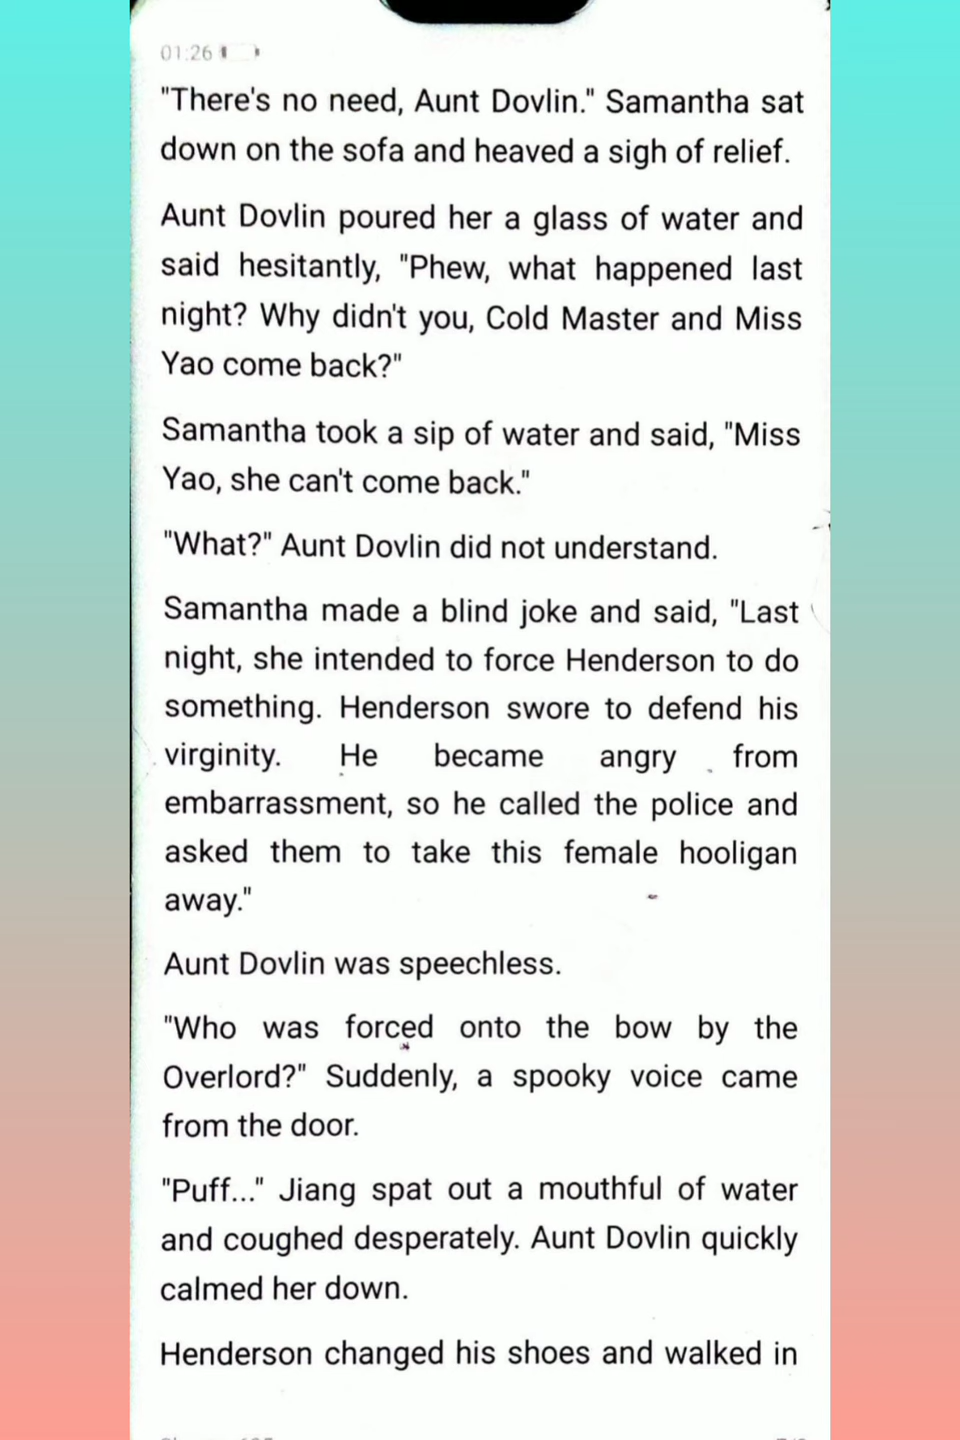 01:26
"There's no need, Aunt Dovlin." Samantha sat
down on the sofa and heaved a sigh of relief.
Aunt Dovlin poured her a glass of water and
said hesitantly, "Phew, what happened last
night? Why didn't you, Cold Master and Miss
Yao come back?"
Samantha took a sip of water and said, "Miss
Yao, she can't come back."
"What?" Aunt Dovlin did not understand.
Samantha made a blind joke and said, "Last
night, she intended to force Henderson to do
something. Henderson swore to defend his
virginity. He became angry from
embarrassment, so he called the police and
asked them to take this female hooligan
away."
Aunt Dovlin was speechless.
"Who was forced onto the bow by the
Overlord?" Suddenly, a spooky voice came
from the door.
"Puff..." Jiang spat out a mouthful of water
and coughed desperately. Aunt Dovlin quickly
calmed her down.
Henderson changed his shoes and walked in